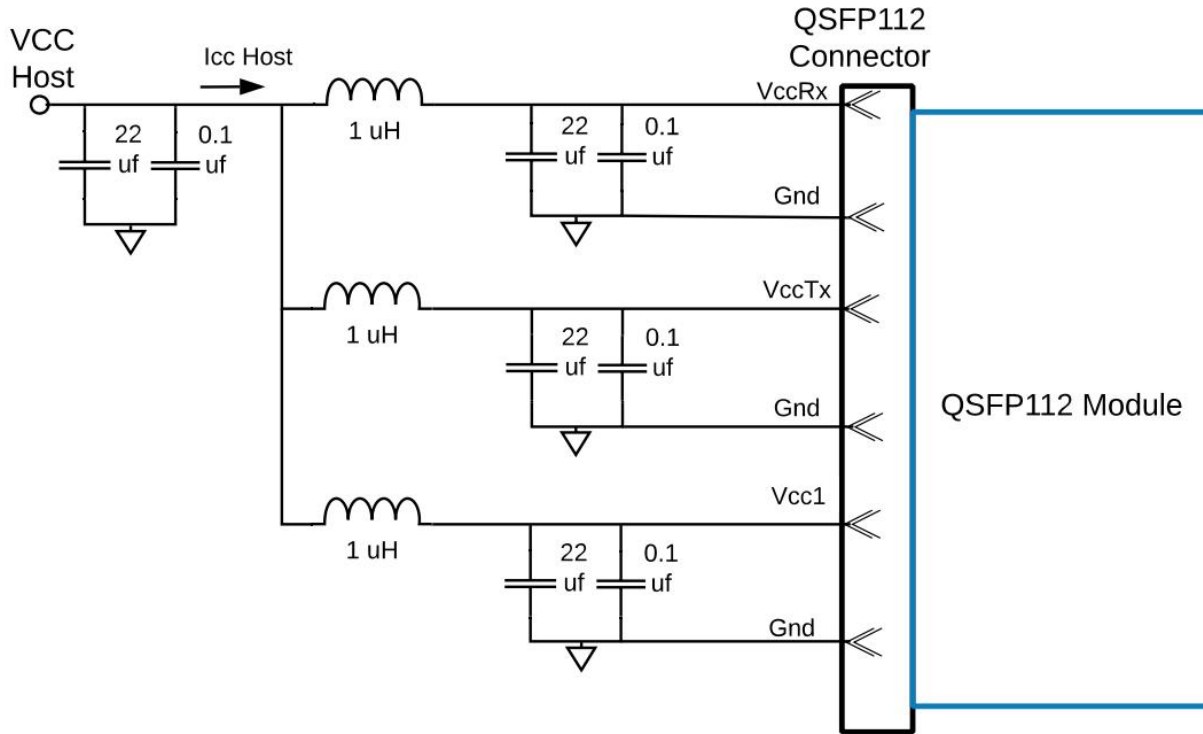 QSFP112
Connector
VCC
Host
Icc Host
VccRx
1 uH
22
uf
0.1
uf
22
uf
0.1
uf
Gnd
VccTx
1 uH
22
uf
0.1
uf
Gnd
QSFP112 Module
Vcc1
1 uH
22
uf
0.1
uf
Gnd